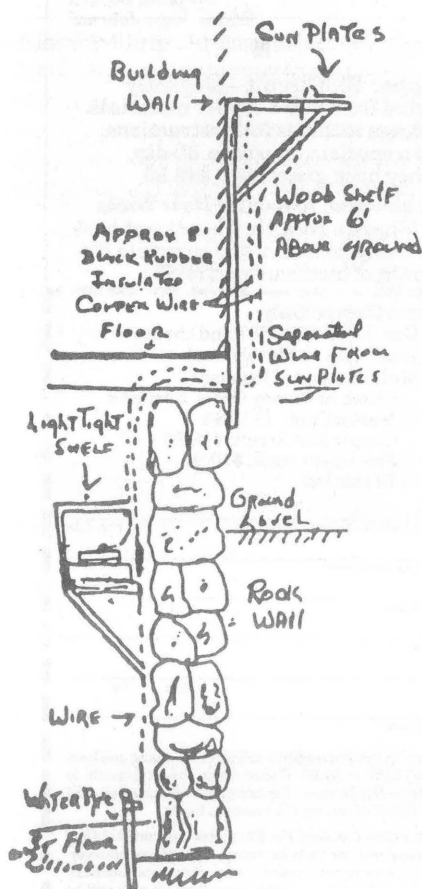 SUN PLATES
Building
WALL
Wood Shelf
Approx 6'
Above ground
Approx 8'
Black Rubber
Insulated
Copper Wire
Floor
Separated
Wire From
SUN PLATES
Light Tight
Shelf
Ground
Level
Rock
WALL
WIRE
WATER PIPE
Floor